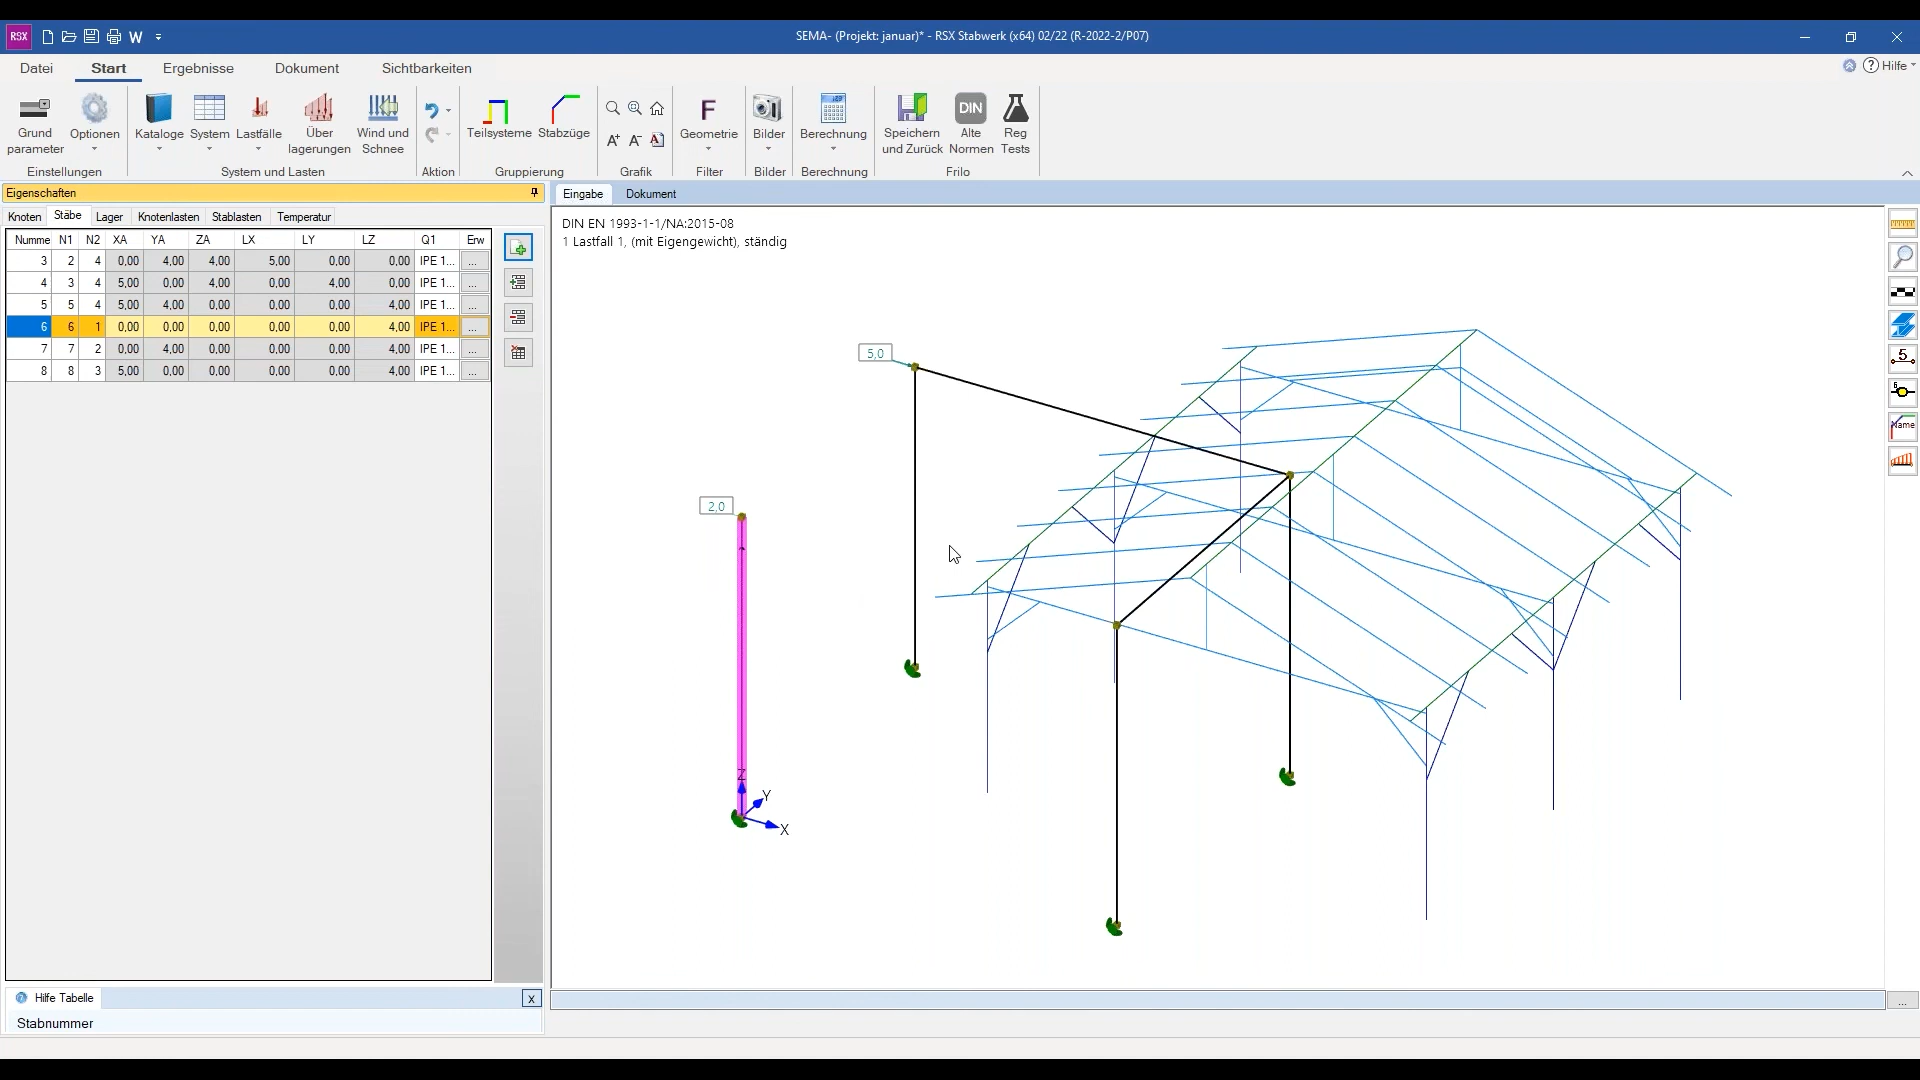 RSX
W
SEMA- (Projekt: januar)* - RSX Stabwerk (x64) 02/22 (R-2022-2/P07)
Datei
Start
Ergebnisse
Dokument
Sichtbarkeiten
Hilfe
Grund
parameter
Optionen
Einstellungen
Kataloge
System
Lastfälle
Über
lagerungen
Wind und
Schnee
System und Lasten
Aktion
Teilsysteme
Stabzüge
Gruppierung
A+
A-
A
Grafik
F
Geometrie
Filter
Bilder
Bilder
Berechnung
Berechnung
Speichern
und Zurück
DIN
Alte
Normen
Reg
Tests
Frilo
Eigenschaften
Knoten Stäbe Lager Knotenlasten Stablasten Temperatur
Numme N1 N2 XA YA ZA LX LY LZ Q1 Erw
3 2 4 0,00 4,00 4,00 5,00 0,00 0,00 IPE 1... ...
4 3 4 5,00 0,00 4,00 0,00 4,00 0,00 IPE 1... ...
5 5 4 5,00 4,00 0,00 0,00 0,00 4,00 IPE 1... ...
6 6 1 0,00 0,00 0,00 0,00 0,00 4,00 IPE 1... ...
7 7 2 0,00 4,00 0,00 0,00 0,00 4,00 IPE 1... ...
8 8 3 5,00 0,00 0,00 0,00 0,00 4,00 IPE 1... ...
Hilfe Tabelle
x
Stabnummer
Eingabe
Dokument
DIN EN 1993-1-1/NA:2015-08
1 Lastfall 1, (mit Eigengewicht), ständig
5,0
2,0
Z
Y
X
5
Name
...